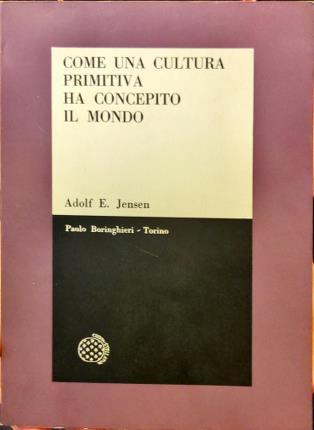 COME UNA CULTURA
PRIMITIVA
HA CONCEPITO
IL MONDO
Adolf E. Jensen
Paolo Boringhieri - Torino